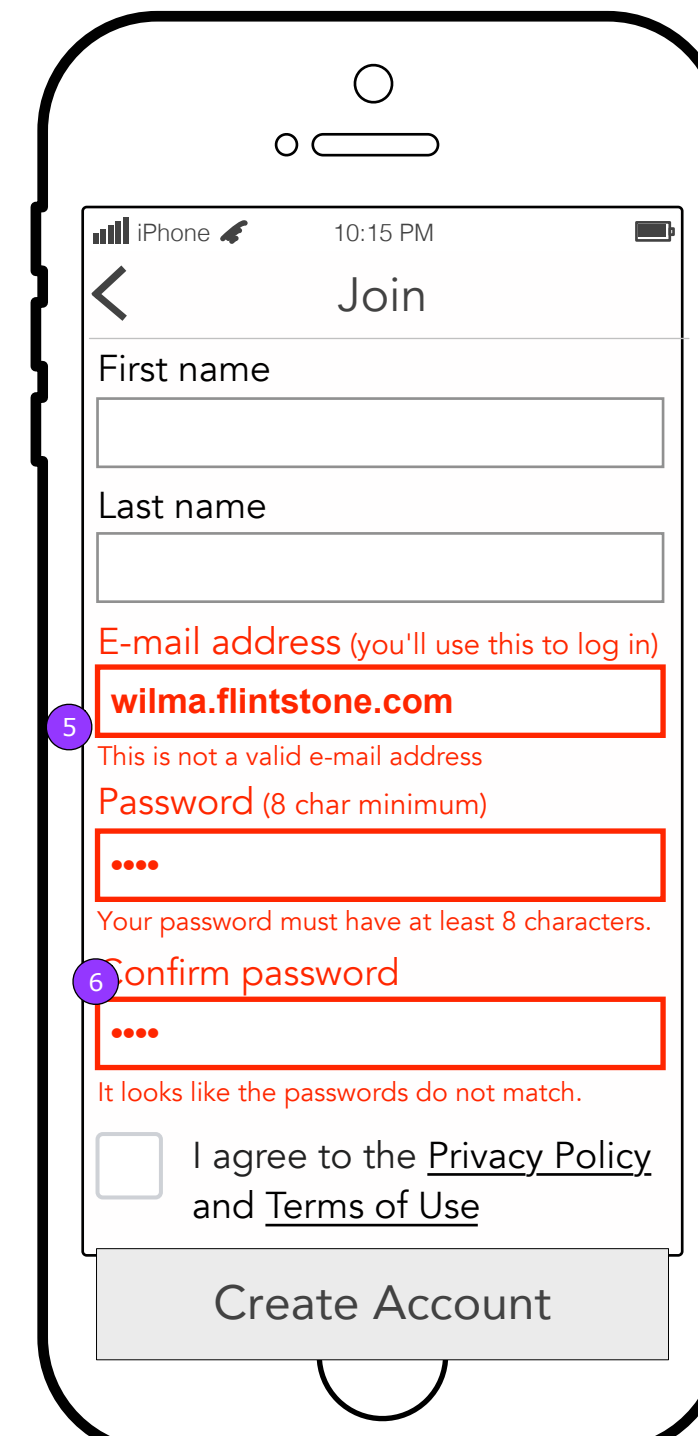 iPhone 10:15 PM
Join
First name
Last name
E-mail address (you'll use this to log in)
wilma.flintstone.com
5
This is not a valid e-mail address
Password (8 char minimum)
••••
Your password must have at least 8 characters.
6
Confirm password
••••
It looks like the passwords do not match.
I agree to the Privacy Policy
and Terms of Use
Create Account